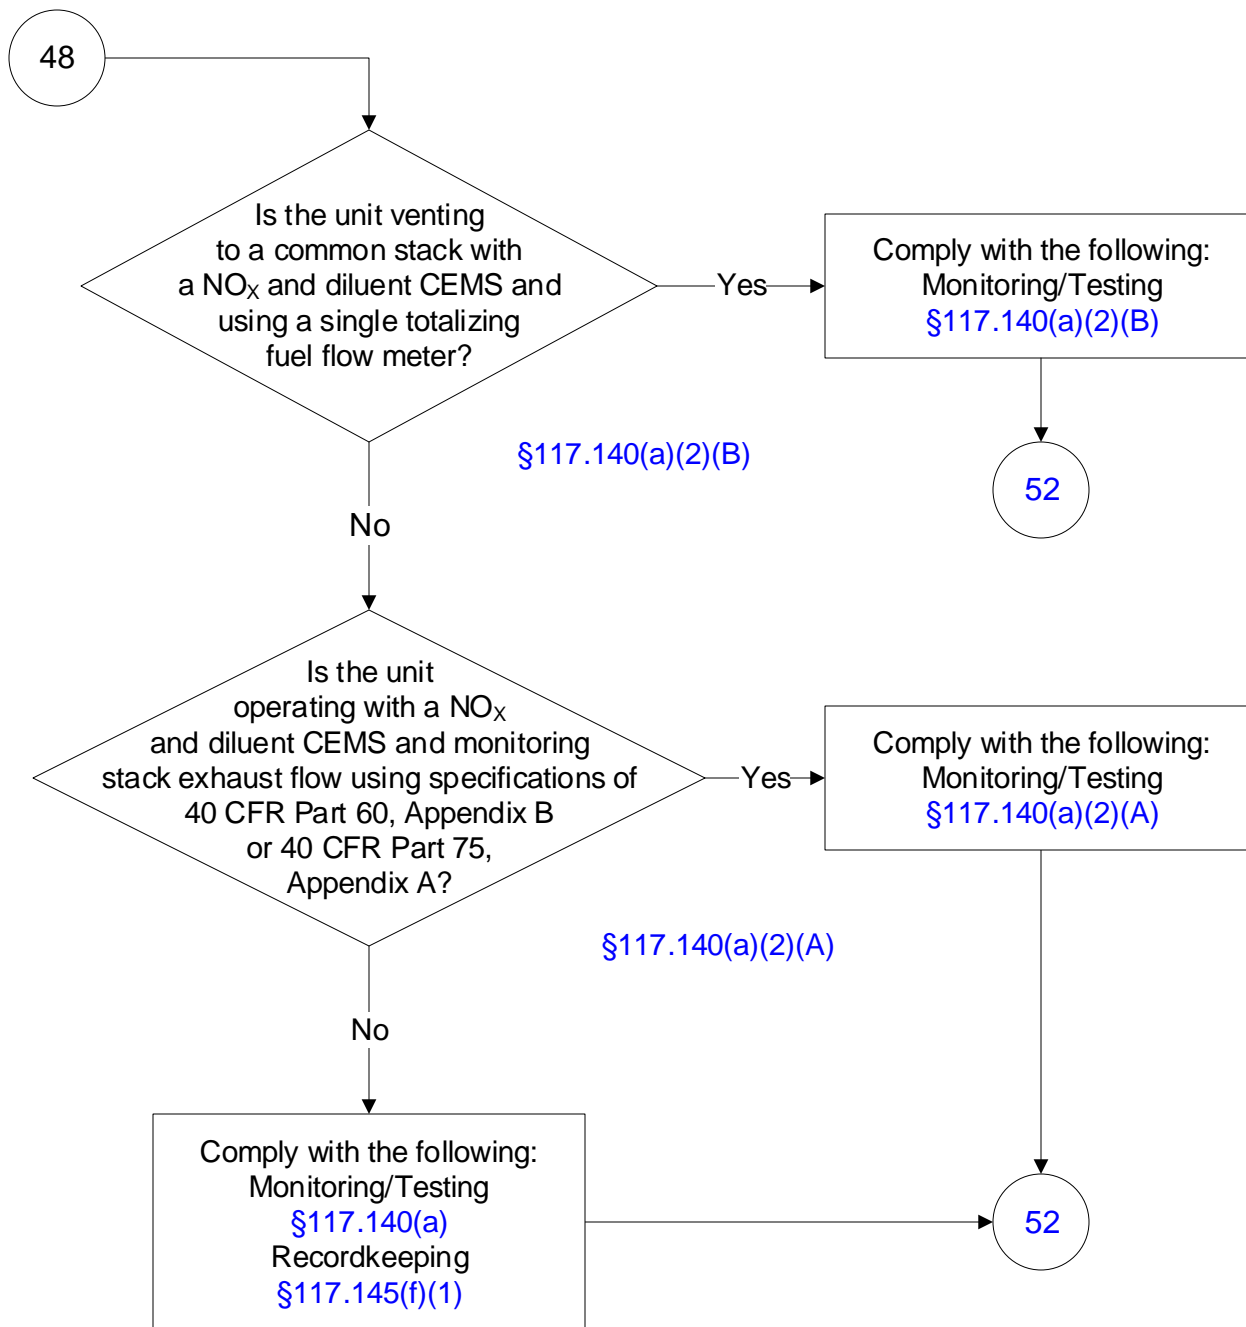 48
Is the unit venting
to a common stack with
a NOX and diluent CEMS and
using a single totalizing
fuel flow meter?
Yes
Comply with the following:
Monitoring/Testing
§117.140(a)(2)(B)
§117.140(a)(2)(B)
52
No
Is the unit
operating with a NOX
and diluent CEMS and monitoring
stack exhaust flow using specifications of
40 CFR Part 60, Appendix B
or 40 CFR Part 75,
Appendix A?
Yes
Comply with the following:
Monitoring/Testing
§117.140(a)(2)(A)
§117.140(a)(2)(A)
No
Comply with the following:
Monitoring/Testing
§117.140(a)
Recordkeeping
§117.145(f)(1)
52